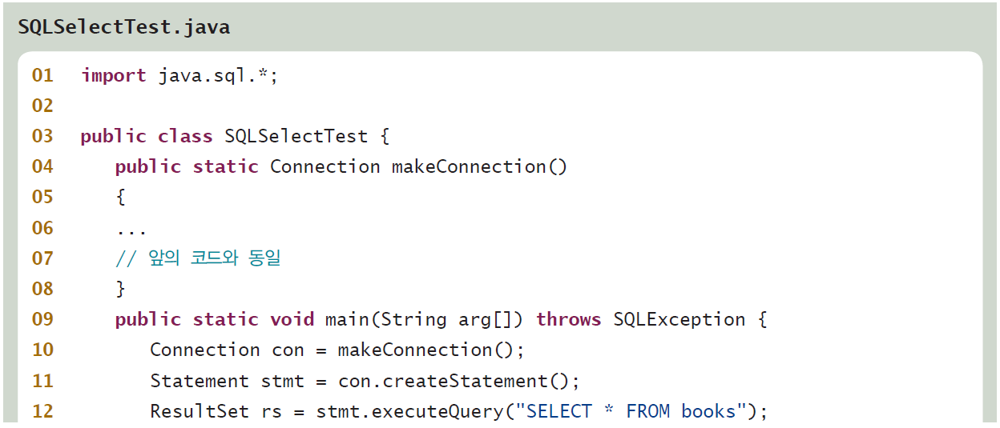 SQLSelectTest.java
01 import java.sql.*;
02
03 public class SQLSelectTest {
04 public static Connection makeConnection()
05 {
06 ...
07 // 앞의 코드와 동일
08 }
09 public static void main(String arg[]) throws SQLException {
10 Connection con = makeConnection();
11 Statement stmt = con.createStatement();
12 ResultSet rs = stmt.executeQuery("SELECT * FROM books");